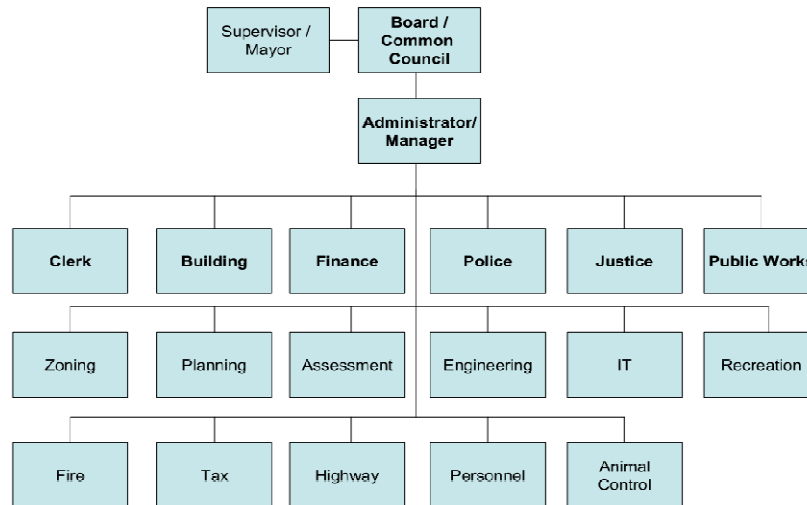 Supervisor /
Mayor
Board /
Common
Council
Administrator/
Manager
Clerk
Building
Finance
Police
Justice
Public Works
Zoning
Planning
Assessment
Engineering
IT
Recreation
Fire
Tax
Highway
Personnel
Animal
Control